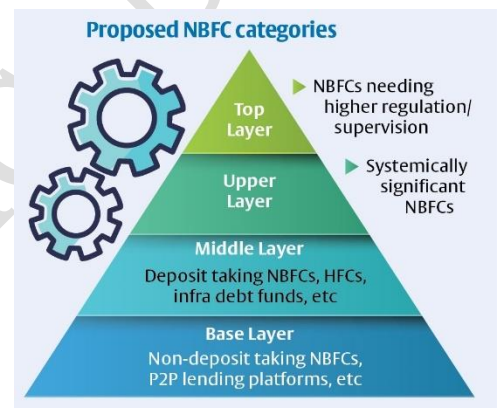 Proposed NBFC categories
Top
Layer
NBFCs needing
higher regulation/
supervision
Upper
Layer
Systemically
significant
NBFCs
Middle Layer
Deposit taking NBFCs, HFCs,
infra debt funds, etc
Base Layer
Non-deposit taking NBFCs,
P2P lending platforms, etc